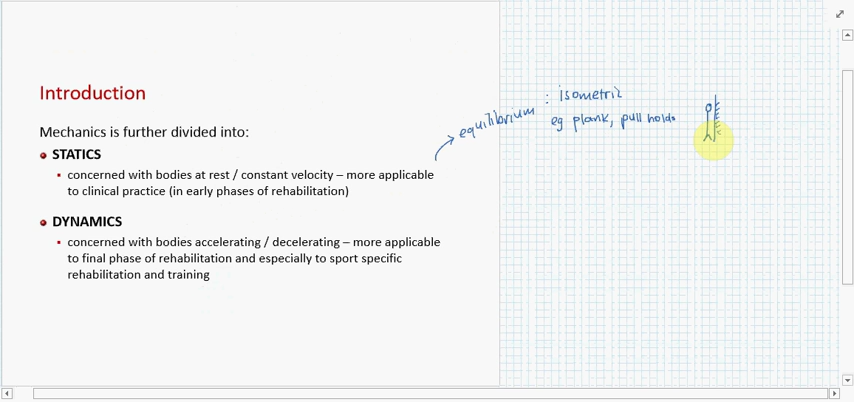 Introduction
Mechanics is further divided into:
STATICS
concerned with bodies at rest / constant velocity – more applicable
to clinical practice (in early phases of rehabilitation)
DYNAMICS
concerned with bodies accelerating / decelerating – more applicable
to final phase of rehabilitation and especially to sport specific
rehabilitation and training
equilibrium : isometric
eg plank, pull holds